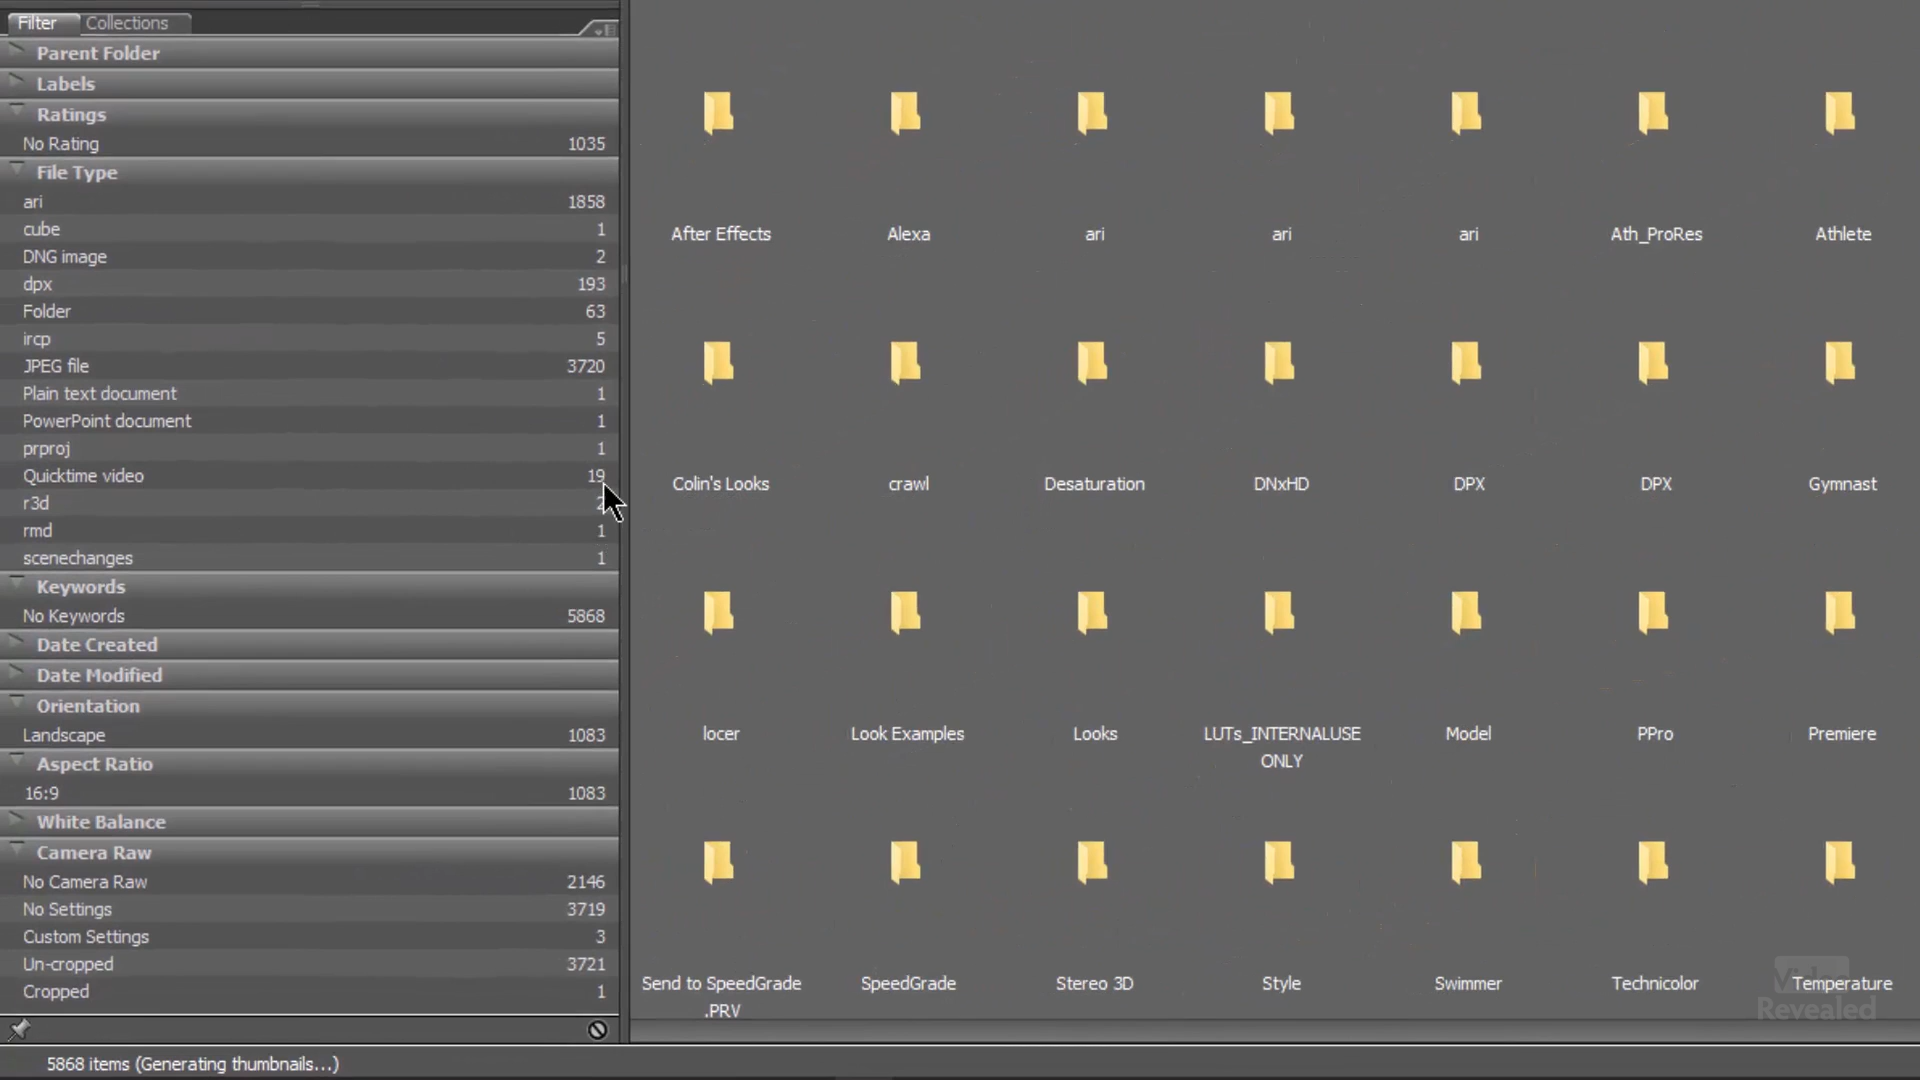 Filter
Collections
Parent Folder
Labels
Ratings
No Rating 1035
File Type
ari 1858
cube 1
DNG image 2
dpx 193
Folder 63
ircp 5
JPEG file 3720
Plain text document 1
PowerPoint document 1
prproj 1
Quicktime video 19
r3d 2
rmd 1
scenechanges 1
Keywords
No Keywords 5868
Date Created
Date Modified
Orientation
Landscape 1083
Aspect Ratio
16:9 1083
White Balance
Camera Raw
No Camera Raw 2146
No Settings 3719
Custom Settings 3
Un-cropped 3721
Cropped 1
5868 items (Generating thumbnails...)
After Effects
Alexa
ari
ari
ari
Ath_ProRes
Athlete
Colin's Looks
crawl
Desaturation
DNxHD
DPX
DPX
Gymnast
locer
Look Examples
Looks
LUTs_INTERNALUSE
ONLY
Model
PPro
Premiere
Send to SpeedGrade
.PRV
SpeedGrade
Stereo 3D
Style
Swimmer
Technicolor
Temperature
Video
Revealed